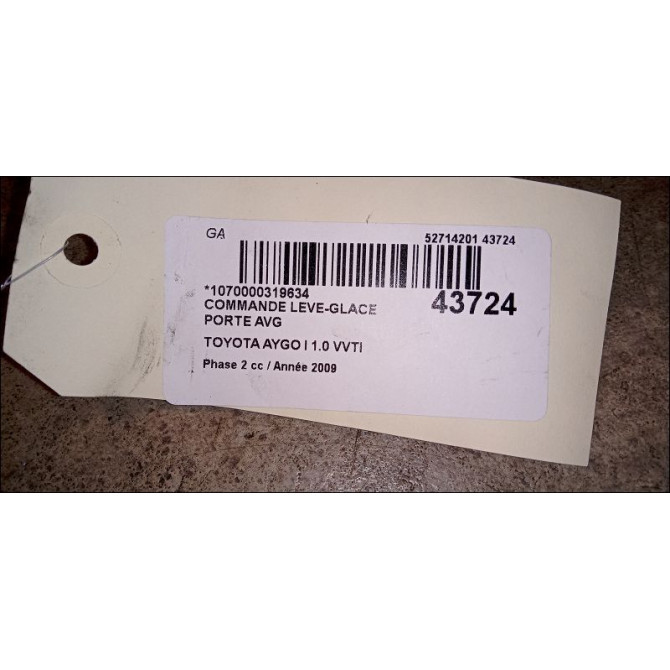 GA
52714201 43724
*1070000319634
43724
COMMANDE LEVE-GLACE
PORTE AVG
TOYOTA AYGO I 1.0 VVTI
Phase 2 cc / Année 2009